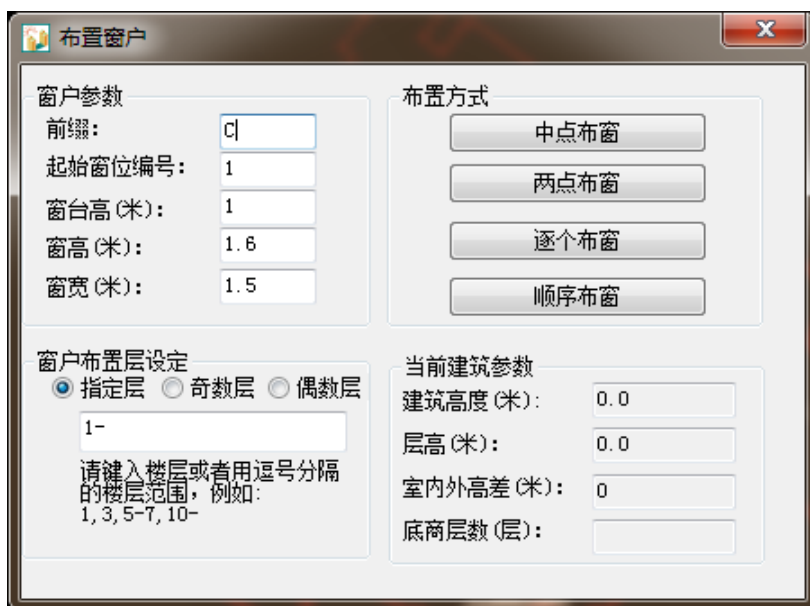 布置窗户
窗户参数
前缀: C
起始窗位编号: 1
窗台高(米): 1
窗高(米): 1.6
窗宽(米): 1.5
布置方式
中点布窗
两点布窗
逐个布窗
顺序布窗
窗户布置层设定
指定层 奇数层 偶数层
1-
请键入楼层或者用逗号分隔
的楼层范围, 例如:
1,3,5-7,10-
当前建筑参数
建筑高度(米): 0.0
层高(米): 0.0
室内外高差(米): 0
底商层数(层):